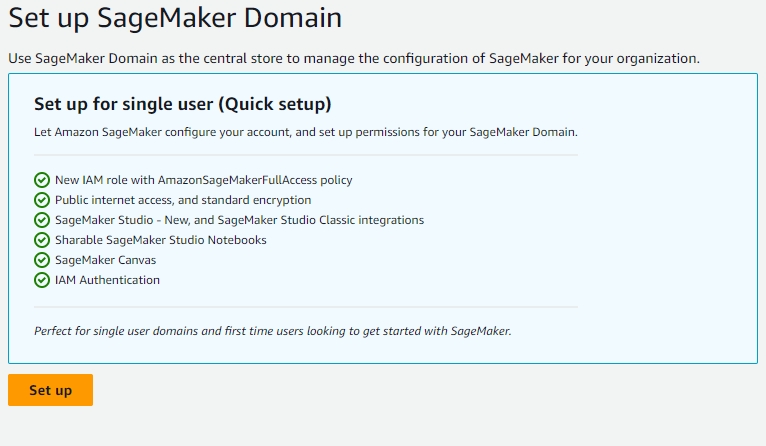 Set up SageMaker Domain
Use SageMaker Domain as the central store to manage the configuration of SageMaker for your organization.
Set up for single user (Quick setup)
Let Amazon SageMaker configure your account, and set up permissions for your SageMaker Domain.
New IAM role with AmazonSageMakerFullAccess policy
Public internet access, and standard encryption
SageMaker Studio - New, and SageMaker Studio Classic integrations
Sharable SageMaker Studio Notebooks
SageMaker Canvas
IAM Authentication
Perfect for single user domains and first time users looking to get started with SageMaker.
Set up